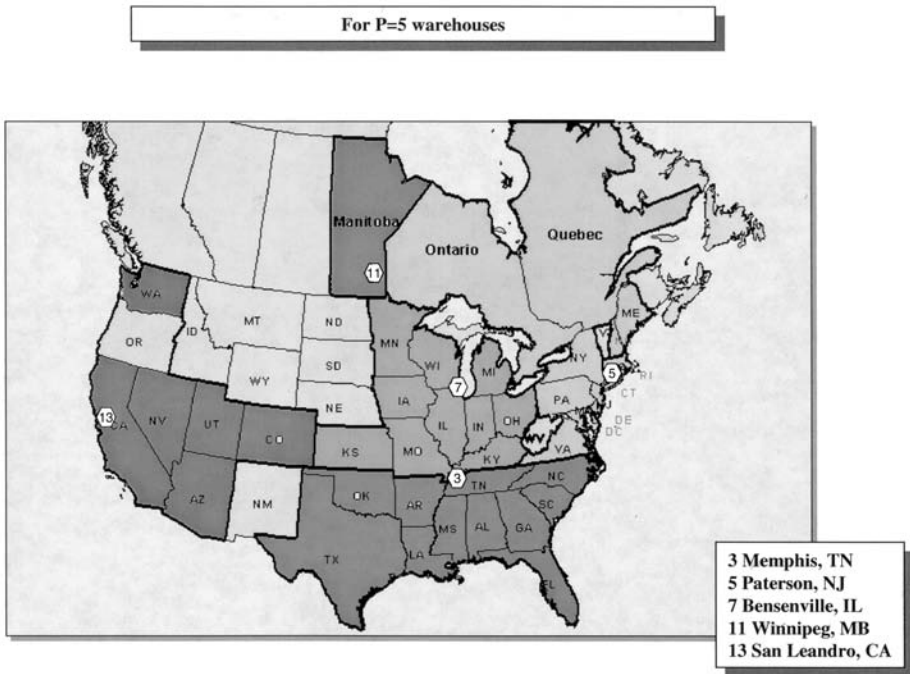 For P=5 warehouses
Manitoba
Ontario
Quebec
11
WA
MT
ND
ME
OR
ID
MN
WI
MI
NY
SD
5
RI
WY
7
IA
PA
CT
NJ
NE
DE
13
CA
NV
UT
CO
IL
IN
OH
WV
DC
KS
MO
KY
VA
3
TN
NC
AZ
NM
OK
AR
SC
MS
AL
GA
TX
LA
FL
3 Memphis, TN
5 Paterson, NJ
7 Bensenville, IL
11 Winnipeg, MB
13 San Leandro, CA